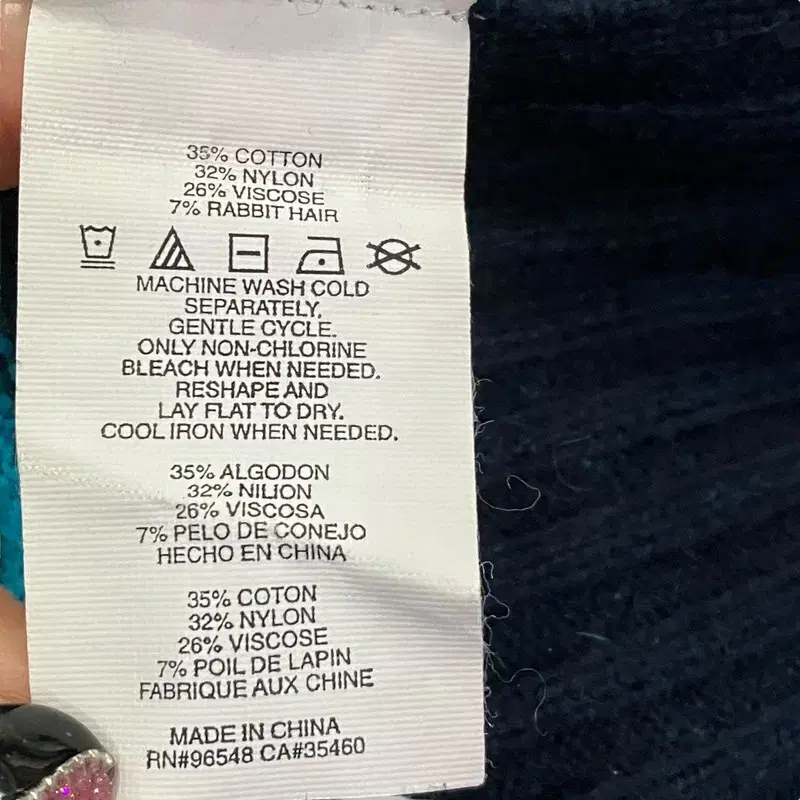 35% COTTON
32% NYLON
26% VISCOSE
7% RABBIT HAIR
MACHINE WASH COLD
SEPARATELY,
GENTLE CYCLE.
ONLY NON-CHLORINE
BLEACH WHEN NEEDED.
RESHAPE AND
LAY FLAT TO DRY.
COOL IRON WHEN NEEDED.
35% ALGODON
32% NILION
26% VISCOSA
7% PELO DE CONEJO
HECHO EN CHINA
35% COTON
32% NYLON
26% VISCOSE
7% POIL DE LAPIN
FABRIQUE AUX CHINE
MADE IN CHINA
RN#96548 CA#35460